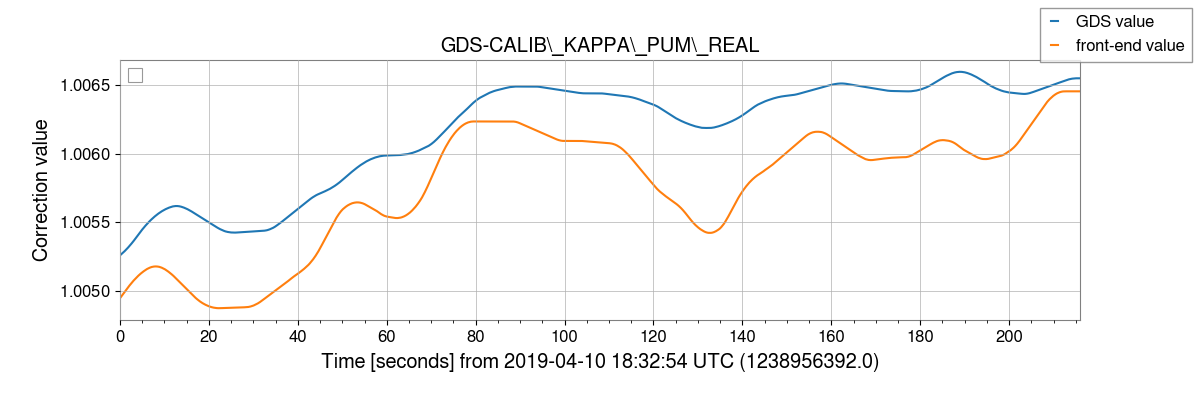 GDS value
front-end value
GDS-CALIB\_KAPPA\_PUM\_REAL
Correction value
1.0065
1.0060
1.0055
1.0050
0 20 40 60 80 100 120 140 160 180 200
Time [seconds] from 2019-04-10 18:32:54 UTC (1238956392.0)